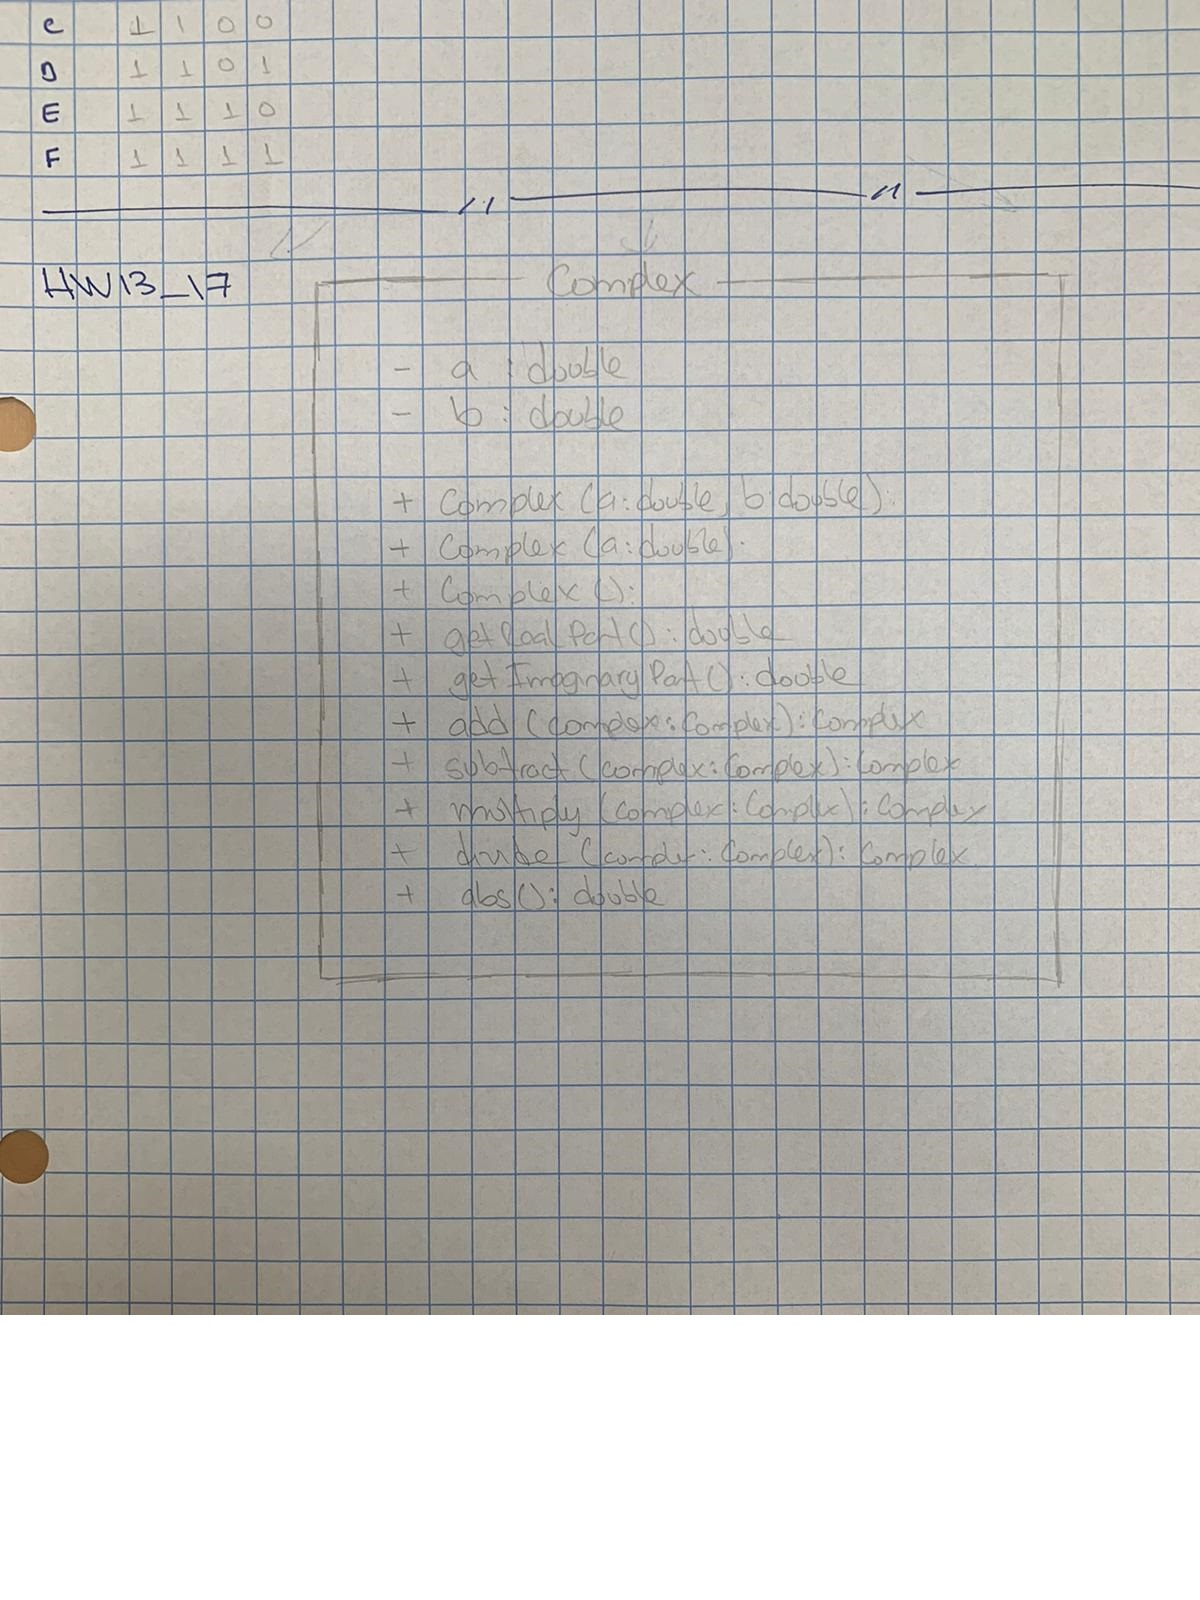 C 1 1 0 0
D 1 1 0 1
E 1 1 1 0
F 1 1 1 1
HW13_17
Complex
- a : double
- b : double
+ Complex (a:double, b:double):
+ Complex (a:double):
+ Complex ():
+ getRealPart(): double
+ getImaginaryPart(): double
+ add (complex: Complex): Complex
+ subtract (complex: Complex): Complex
+ multiply (complex: Complex): Complex
+ divide (complex: Complex): Complex
+ abs(): double